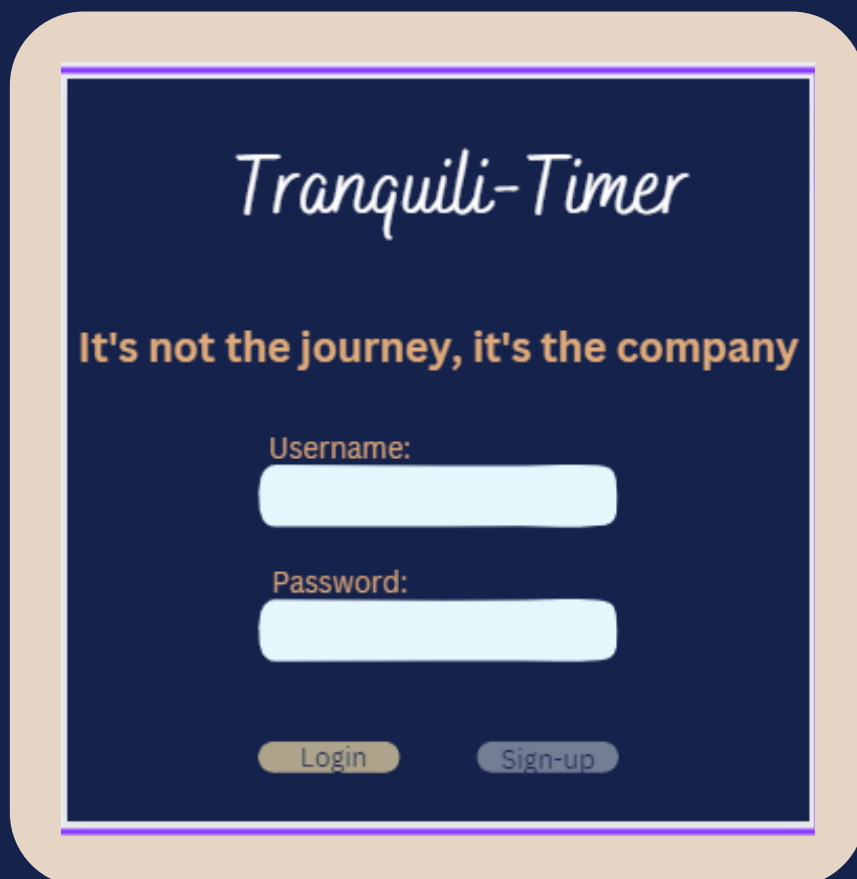 Tranquili-Timer
It's not the journey, it's the company
Username:
Password:
Login
Sign-up